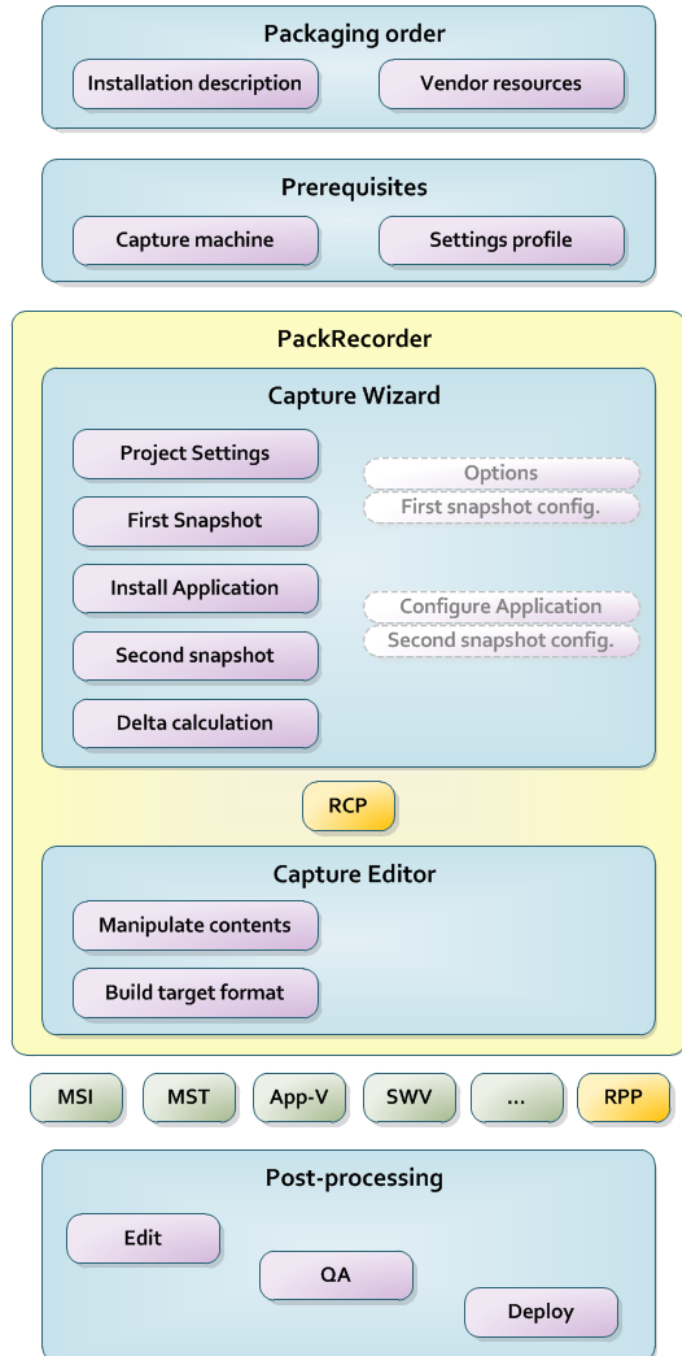 Packaging order
Installation description
Vendor resources
Prerequisites
Capture machine
Settings profile
PackRecorder
Capture Wizard
Project Settings
Options
First snapshot config.
First Snapshot
Install Application
Configure Application
Second snapshot config.
Second snapshot
Delta calculation
RCP
Capture Editor
Manipulate contents
Build target format
MSI
MST
App-V
SWV
...
RPP
Post-processing
Edit
QA
Deploy